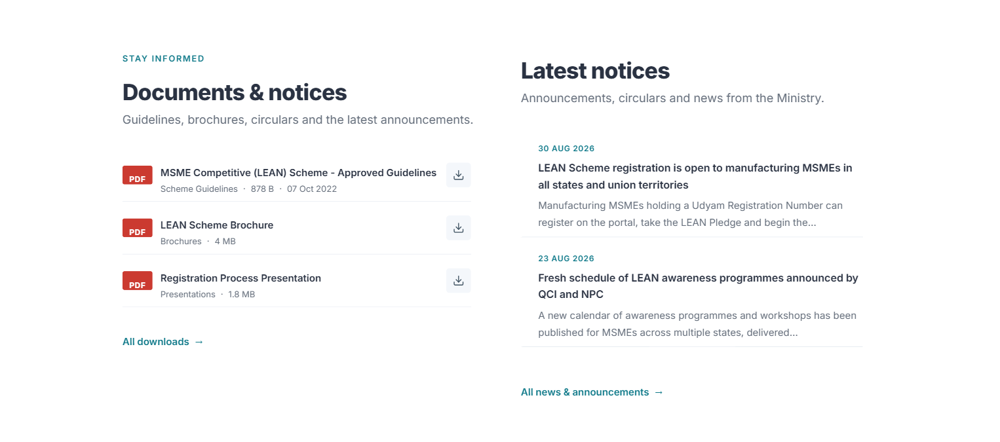 STAY INFORMED
Documents & notices
Guidelines, brochures, circulars and the latest announcements.
PDF
MSME Competitive (LEAN) Scheme - Approved Guidelines
Scheme Guidelines · 878 B · 07 Oct 2022
PDF
LEAN Scheme Brochure
Brochures · 4 MB
PDF
Registration Process Presentation
Presentations · 1.8 MB
All downloads →
Latest notices
Announcements, circulars and news from the Ministry.
30 AUG 2026
LEAN Scheme registration is open to manufacturing MSMEs in
all states and union territories
Manufacturing MSMEs holding a Udyam Registration Number can
register on the portal, take the LEAN Pledge and begin the...
23 AUG 2026
Fresh schedule of LEAN awareness programmes announced by
QCI and NPC
A new calendar of awareness programmes and workshops has been
published for MSMEs across multiple states, delivered...
All news & announcements →